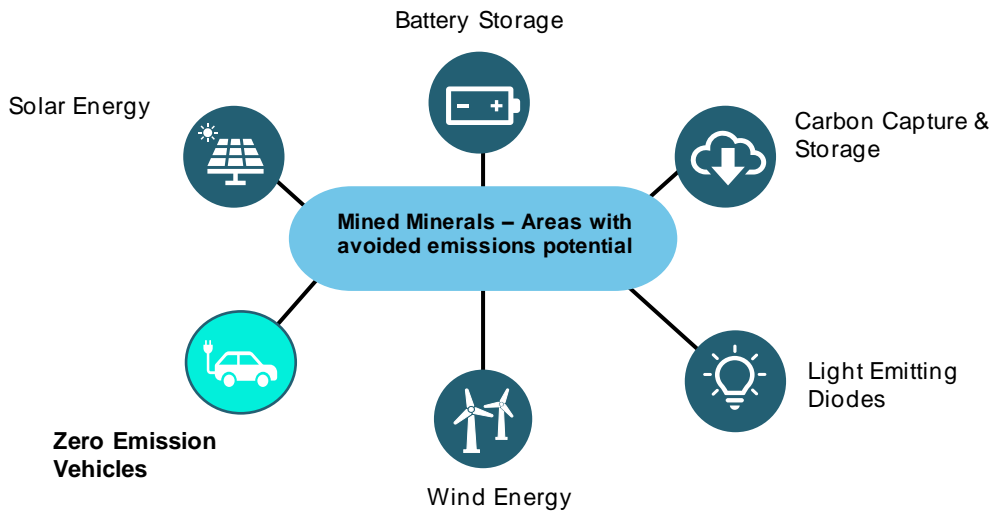 Battery Storage
Solar Energy
Carbon Capture &
Storage
Mined Minerals – Areas with
avoided emissions potential
Zero Emission
Vehicles
Light Emitting
Diodes
Wind Energy